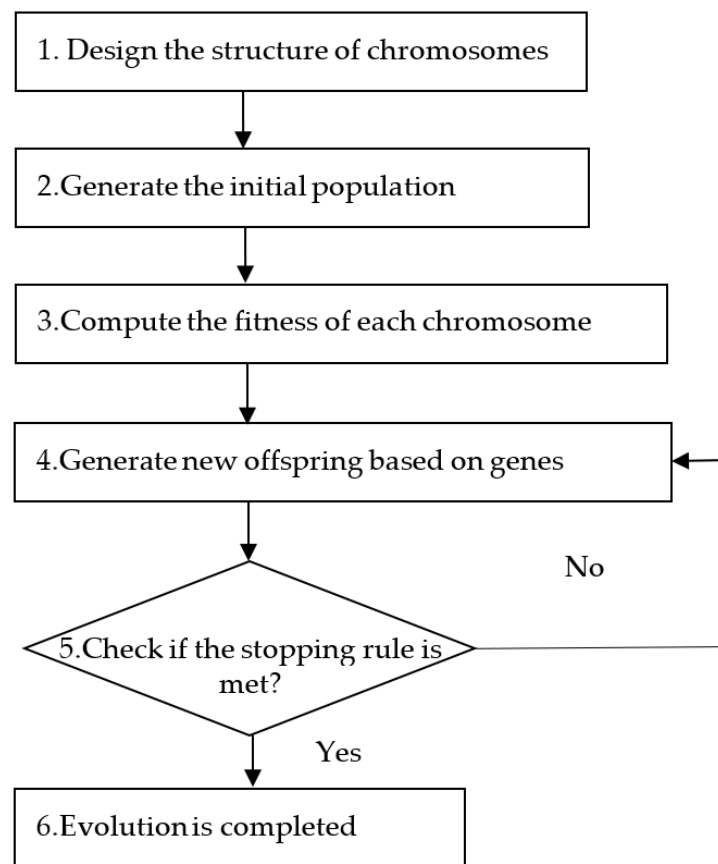 1. Design the structure of chromosomes
2.Generate the initial population
3.Compute the fitness of each chromosome
4.Generate new offspring based on genes
No
5.Check if the stopping rule is
met?
Yes
6.Evolution is completed